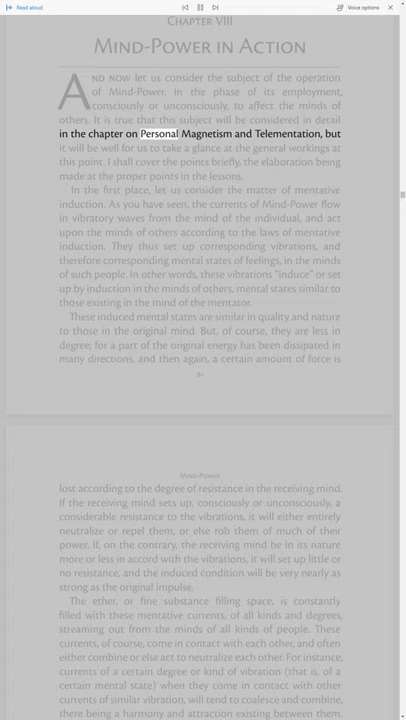 Read aloud
Voice options
Chapter VIII
Mind-Power in Action
And now let us consider the subject of the operation
of Mind-Power, in the phase of its employment,
consciously or unconsciously, to affect the minds of
others. It is true that this subject will be considered in detail
in the chapter on Personal Magnetism and Telementation, but
it will be well for us to take a glance at the general workings at
this point. I shall cover the points briefly, the elaboration being
made at the proper points in the lessons.
In the first place, let us consider the matter of mentative
induction. As you have seen, the currents of Mind-Power flow
in vibratory waves from the mind of the individual, and act
upon the minds of others according to the laws of mentative
induction. They thus set up corresponding vibrations, and
therefore corresponding mental states of feelings, in the minds
of such people. In other words, these vibrations "induce" or set
up by induction in the minds of others, mental states similar to
those existing in the mind of the mentator.
These induced mental states are similar in quality and nature
to those in the original mind. But, of course, they are less in
degree; for a part of the original energy has been dissipated in
many directions, and then again, a certain amount of force is
Mind-Power
lost according to the degree of resistance in the receiving mind.
If the receiving mind sets up, consciously or unconsciously, a
considerable resistance to the vibrations, it will either entirely
neutralize or repel them, or else rob them of much of their
power. If, on the contrary, the receiving mind be in its nature
more or less in accord with the vibrations, it will set up little or
no resistance, and the induced condition will be very nearly as
strong as the original impulse.
The ether, or fine substance filling space, is constantly
filled with these mentative currents, of all kinds and degrees,
streaming out from the minds of all kinds of people. These
currents, of course, come in contact with each other, and often
either combine or else act to neutralize each other. For instance,
currents of a certain degree or kind of vibration (that is, of a
certain mental state) when they come in contact with other
currents of similar vibration, will tend to coalesce and combine,
there being a harmony and attraction existing between them.